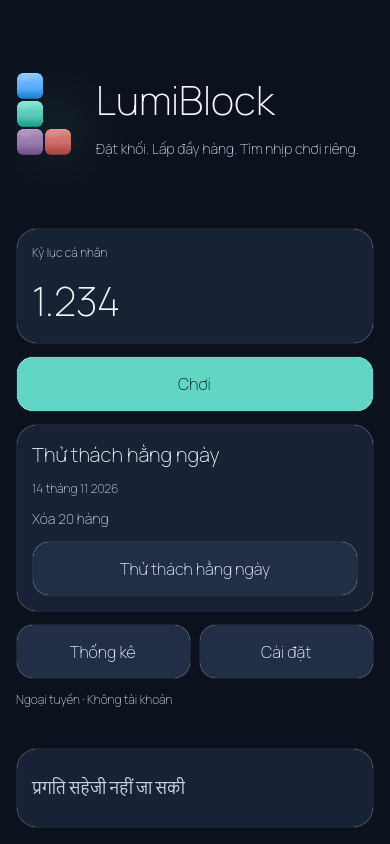 LumiBlock
Đặt khối. Lấp đầy hàng. Tìm nhịp chơi riêng.
Kỷ lục cá nhân
1.234
Chơi
Thử thách hằng ngày
14 tháng 11 2026
Xóa 20 hàng
Thử thách hằng ngày
Thống kê
Cài đặt
Ngoại tuyến · Không tài khoản
प्रगति सहेजी नहीं जा सकी